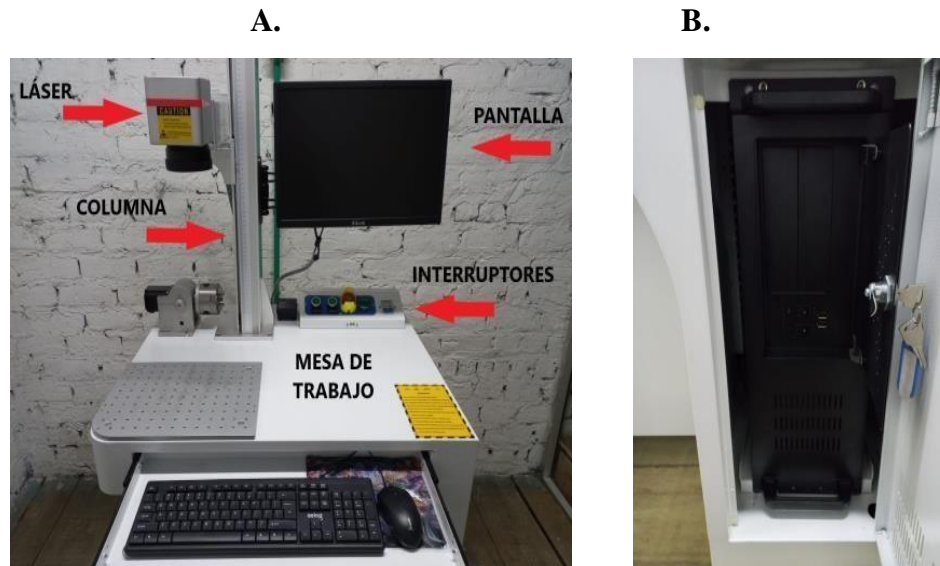 A.
B.
LÁSER
CAUTION
PANTALLA
COLUMNA
INTERRUPTORES
MESA DE
TRABAJO